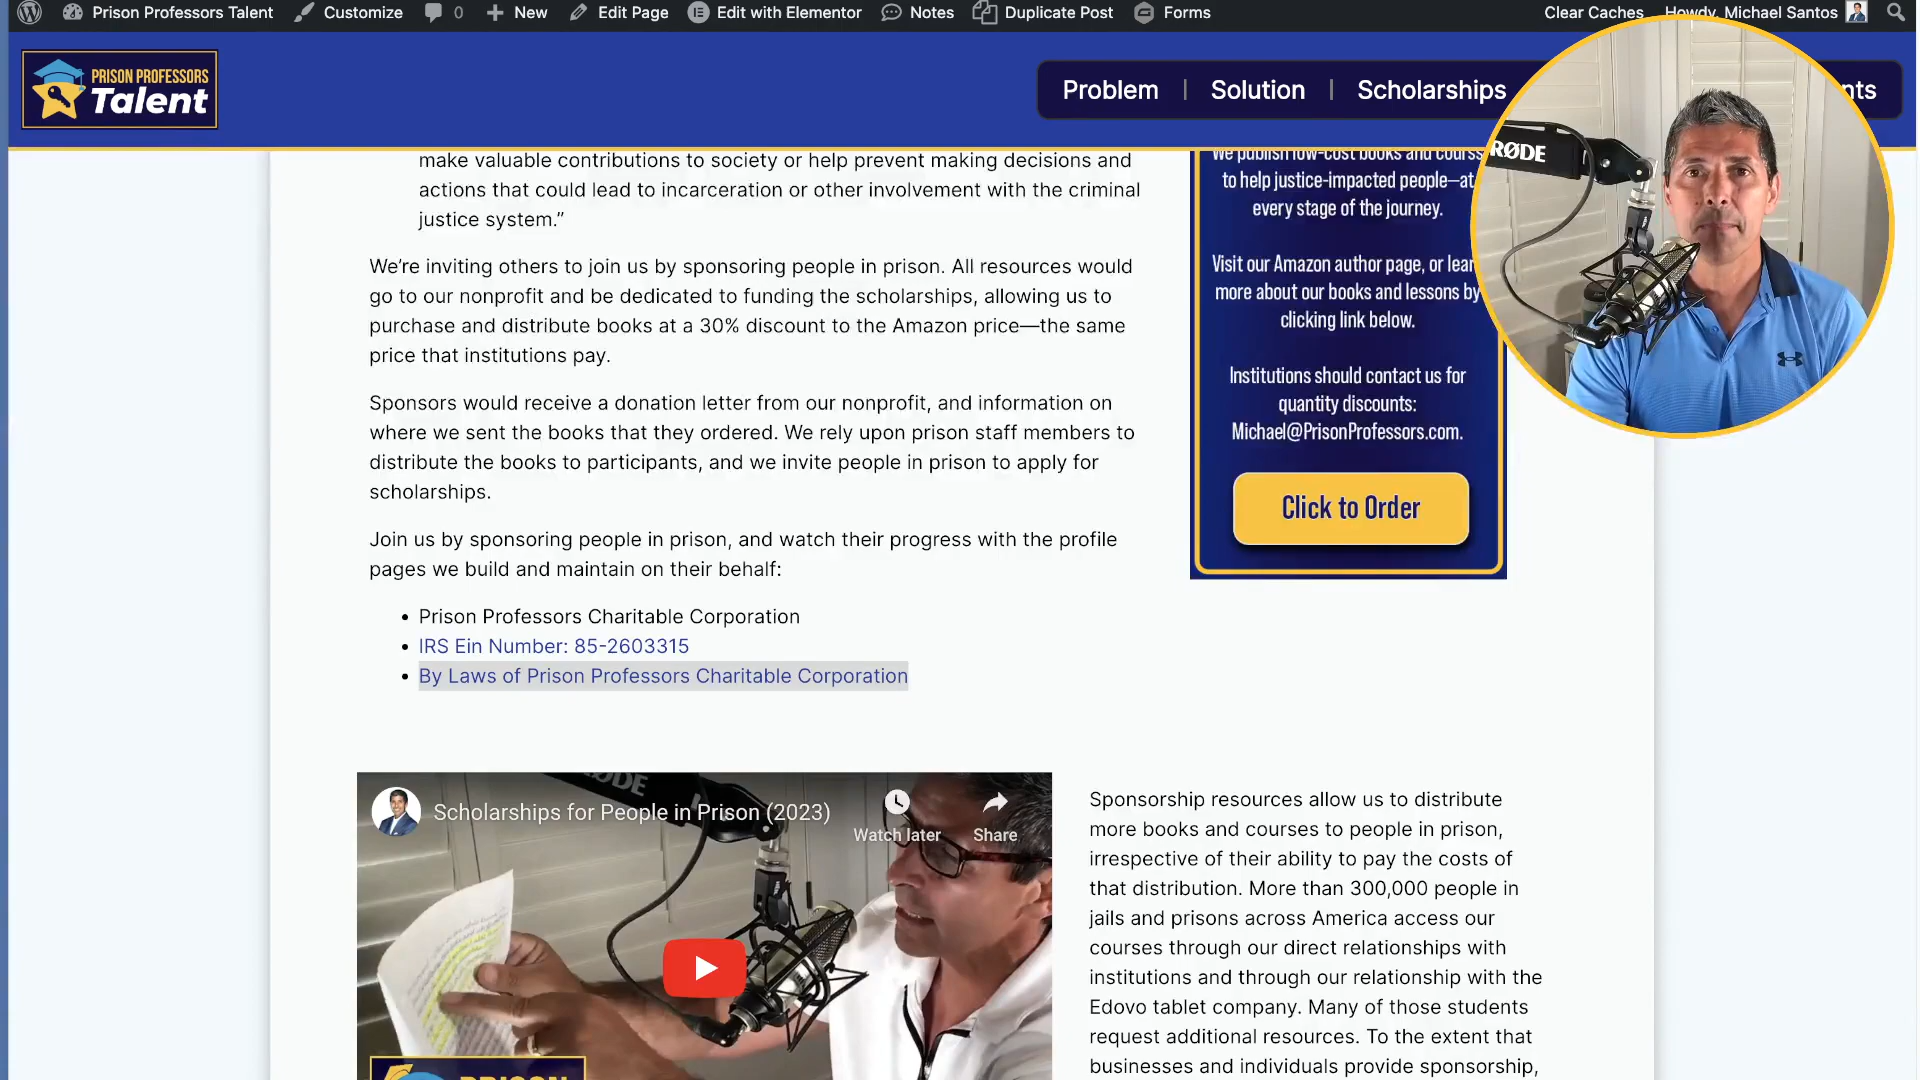 Prison Professors Talent
Customize
0
New
Edit Page
Edit with Elementor
Notes
Duplicate Post
Forms
Clear Caches
Howdy, Michael Santos
PRISON PROFESSORS
Talent
Problem
Solution
Scholarships
nts
make valuable contributions to society or help prevent making decisions and
actions that could lead to incarceration or other involvement with the criminal
justice system.”
We’re inviting others to join us by sponsoring people in prison. All resources would
go to our nonprofit and be dedicated to funding the scholarships, allowing us to
purchase and distribute books at a 30% discount to the Amazon price—the same
price that institutions pay.
Sponsors would receive a donation letter from our nonprofit, and information on
where we sent the books that they ordered. We rely upon prison staff members to
distribute the books to participants, and we invite people in prison to apply for
scholarships.
Join us by sponsoring people in prison, and watch their progress with the profile
pages we build and maintain on their behalf:
• Prison Professors Charitable Corporation
• IRS Ein Number: 85-2603315
• By Laws of Prison Professors Charitable Corporation
We publish low-cost books and
to help justice-impacted people—at
every stage of the journey.
Visit our Amazon author page, or
more about our books and lessons by
clicking link below.
Institutions should contact us for
quantity discounts:
Michael@PrisonProfessors.com.
Click to Order
RØDE
RØDE
Scholarships for People in Prison (2023)
Watch later
Share
Sponsorship resources allow us to distribute
more books and courses to people in prison,
irrespective of their ability to pay the costs of
that distribution. More than 300,000 people in
jails and prisons across America access our
courses through our direct relationships with
institutions and through our relationship with the
Edovo tablet company. Many of those students
request additional resources. To the extent that
businesses and individuals provide sponsorship,